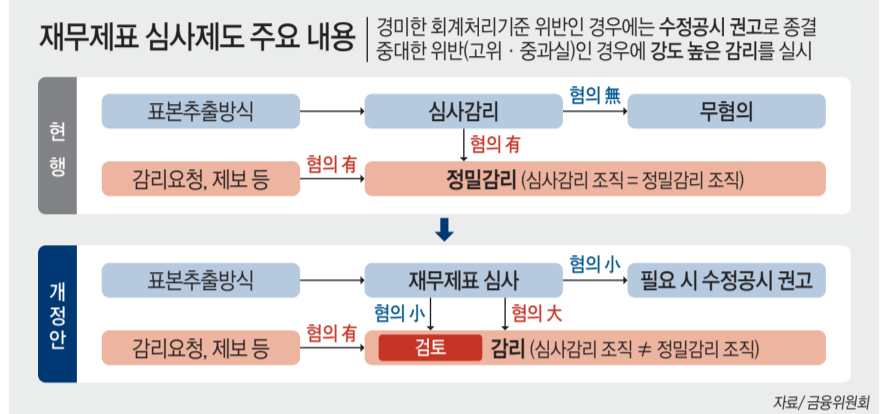 재무제표 심사제도 주요 내용
경미한 회계처리기준 위반인 경우에는 수정공시 권고로 종결
중대한 위반(고위 · 중과실)인 경우에 강도 높은 감리를 실시
현행
표본추출방식
심사감리
혐의 無
무혐의
혐의 有
감리요청, 제보 등
혐의 有
정밀감리 (심사감리 조직 = 정밀감리 조직)
개정안
표본추출방식
재무제표 심사
혐의 小
필요 시 수정공시 권고
혐의 小
혐의 大
감리요청, 제보 등
혐의 有
검토
감리 (심사감리 조직 ≠ 정밀감리 조직)
자료/ 금융위원회